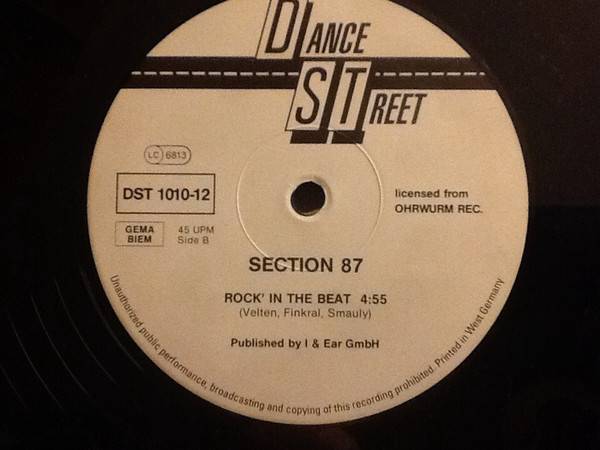 DANCE
STREET
LC 6813
DST 1010-12
licensed from
OHRWURM REC.
GEMA
BIEM
45 UPM
Side B
SECTION 87
ROCK' IN THE BEAT 4:55
(Velten, Finkral, Smauly)
Published by I & Ear GmbH
Unauthorized public performance, broadcasting and copying of this recording prohibited. Printed in West Germany